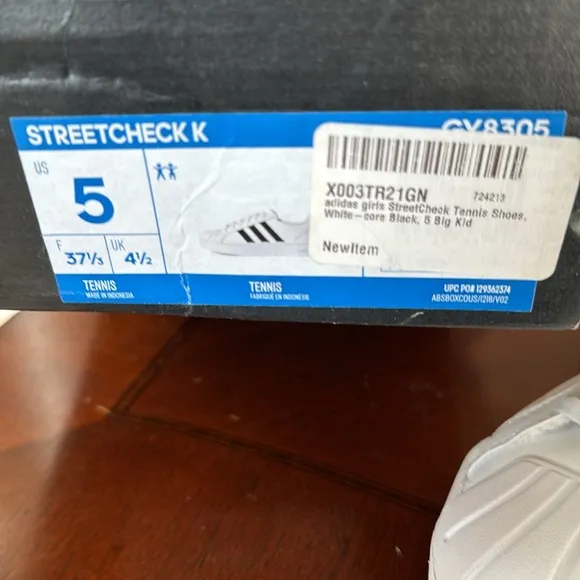 STREETCHECK K
GY8305
US
5
F
37⅓
UK
4½
X003TR21GN
724213
adidas girls StreetCheck Tennis Shoes,
White-core Black, 5 Big Kid
NewItem
TENNIS
MADE IN INDONESIA
TENNIS
FABRIQUÉ EN INDONÉSIE
UPC PO# 129362374
ABSBOXCOUS/1218/V02